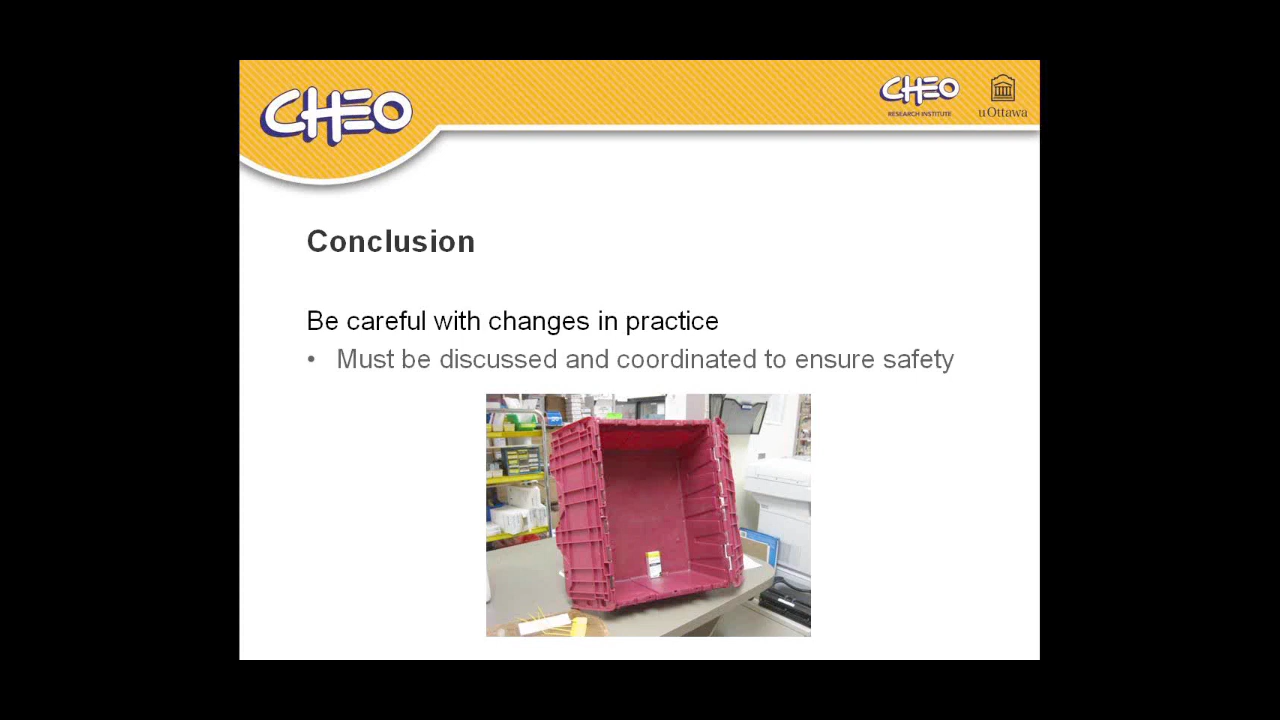 CHEO
CHEO
RESEARCH INSTITUTE
uOttawa
Conclusion
Be careful with changes in practice
• Must be discussed and coordinated to ensure safety